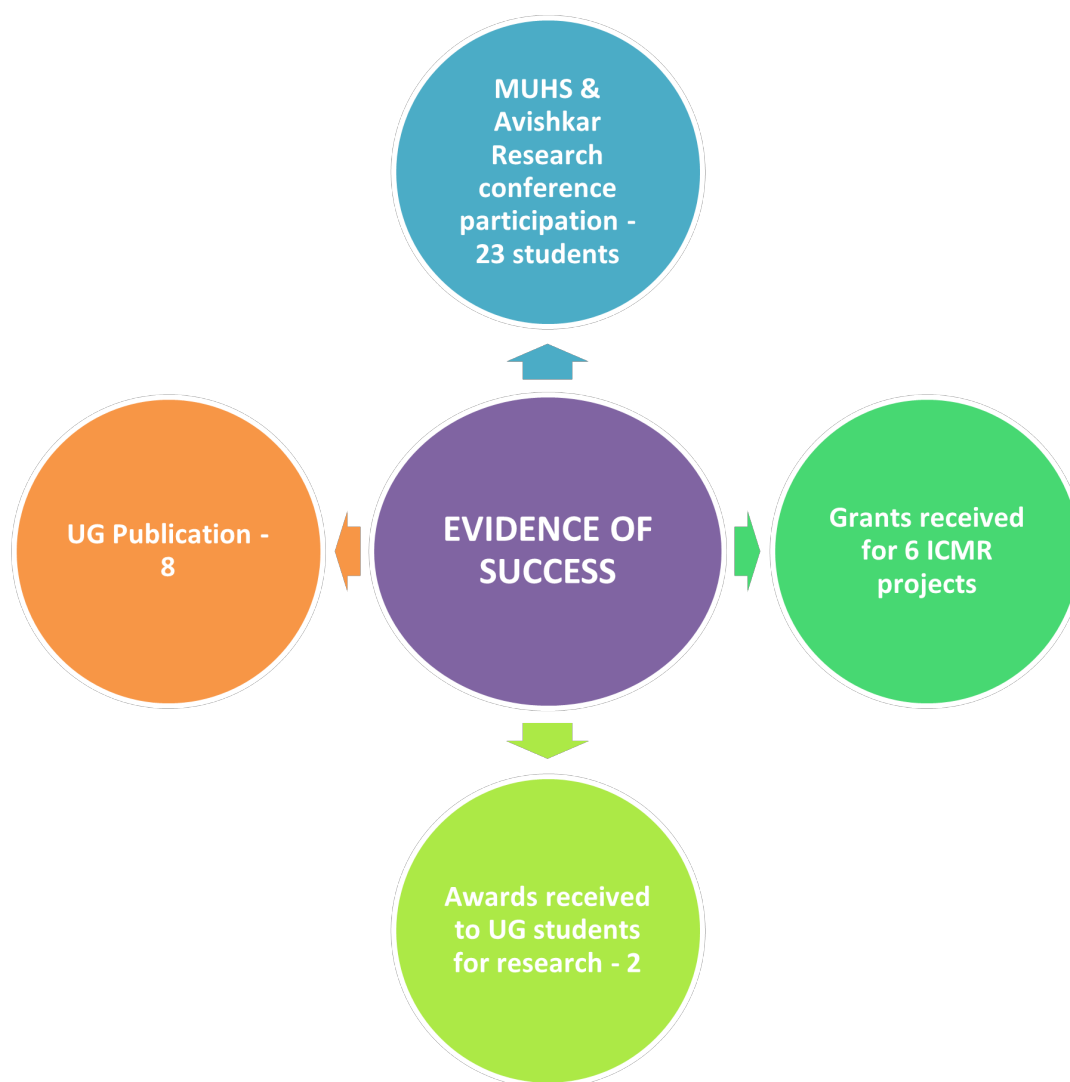 MUHS &
Avishkar
Research
conference
participation -
23 students
UG Publication -
8
EVIDENCE OF
SUCCESS
Grants received
for 6 ICMR
projects
Awards received
to UG students
for research - 2